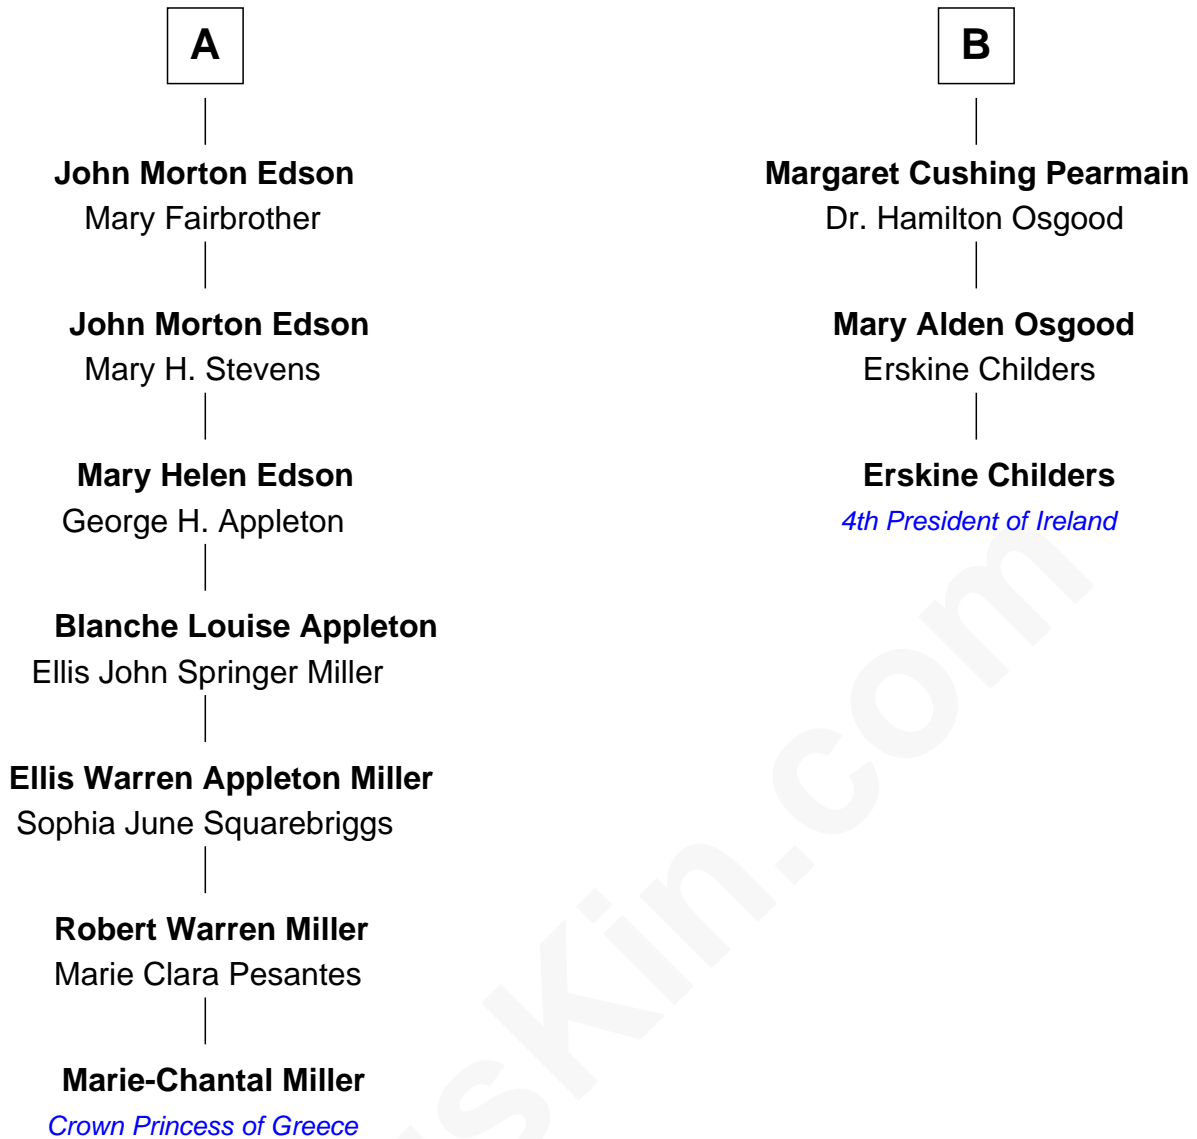 A
John Morton Edson
Mary Fairbrother
John Morton Edson
Mary H. Stevens
Mary Helen Edson
George H. Appleton
Blanche Louise Appleton
Ellis John Springer Miller
Ellis Warren Appleton Miller
Sophia June Squarebriggs
Robert Warren Miller
Marie Clara Pesantes
Marie-Chantal Miller
Crown Princess of Greece
B
Margaret Cushing Pearmain
Dr. Hamilton Osgood
Mary Alden Osgood
Erskine Childers
Erskine Childers
4th President of Ireland